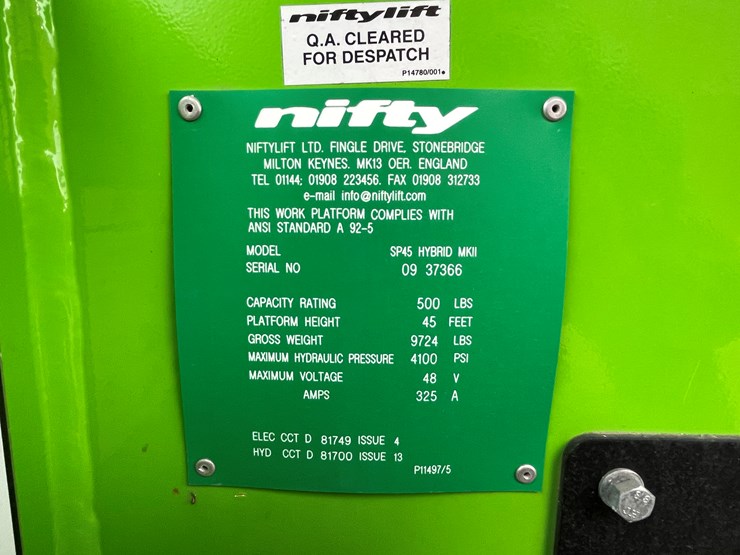 niftylift
Q.A. CLEARED
FOR DESPATCH
P14780/001
nifty
NIFTYLIFT LTD. FINGLE DRIVE, STONEBRIDGE
MILTON KEYNES. MK13 OER. ENGLAND
TEL 01144: 01908 223456. FAX 01908 312733
e-mail info@niftylift.com
THIS WORK PLATFORM COMPLIES WITH
ANSI STANDARD A 92-5
MODEL SP45 HYBRID MKII
SERIAL NO 09 37366
CAPACITY RATING 500 LBS
PLATFORM HEIGHT 45 FEET
GROSS WEIGHT 9724 LBS
MAXIMUM HYDRAULIC PRESSURE 4100 PSI
MAXIMUM VOLTAGE 48 V
AMPS 325 A
ELEC CCT D 81749 ISSUE 4
HYD CCT D 81700 ISSUE 13
P11497/5
8.8